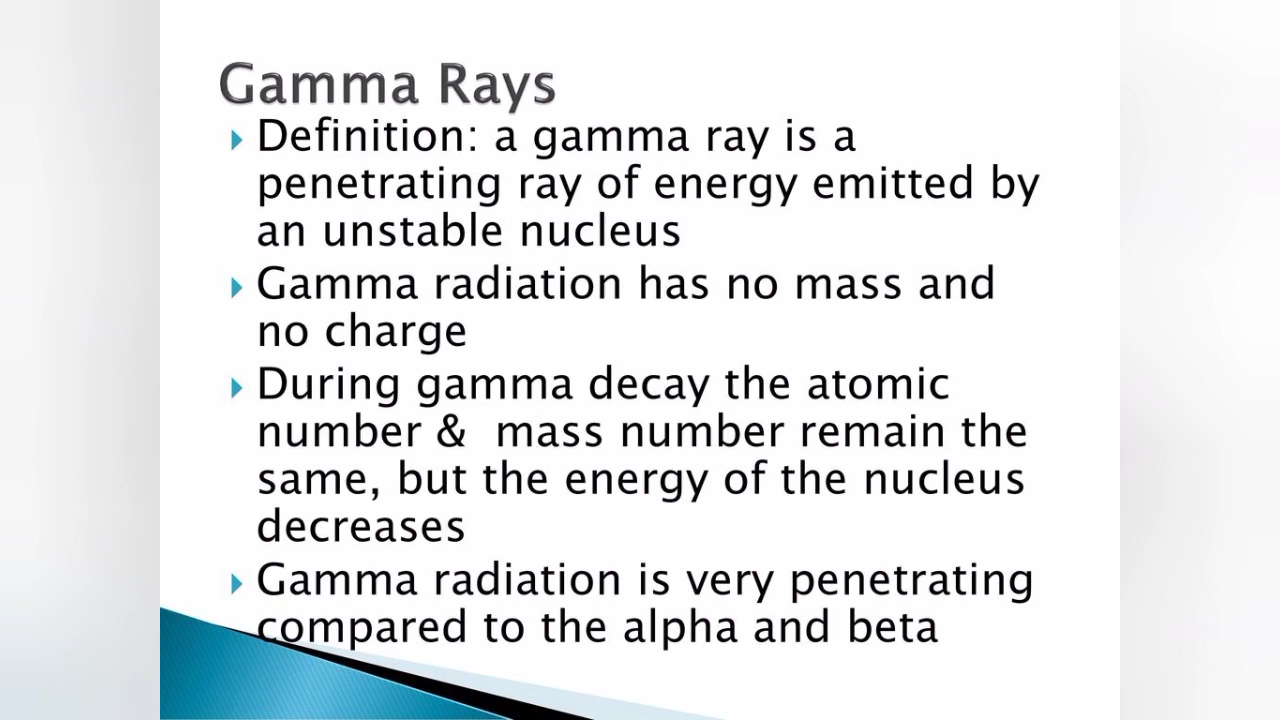 Gamma Rays
Definition: a gamma ray is a
penetrating ray of energy emitted by
an unstable nucleus
Gamma radiation has no mass and
no charge
During gamma decay the atomic
number &  mass number remain the
same, but the energy of the nucleus
decreases
Gamma radiation is very penetrating
compared to the alpha and beta